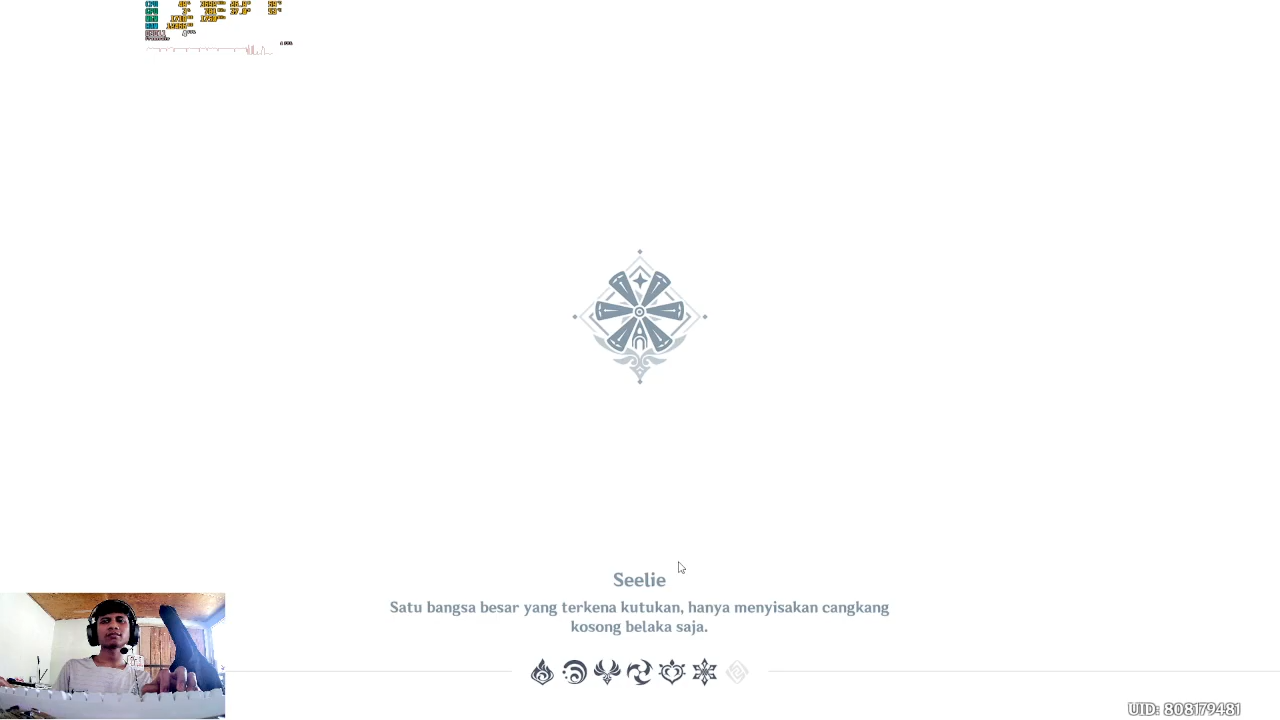 Seelie
Satu bangsa besar yang terkena kutukan, hanya menyisakan cangkang
kosong belaka saja.
UID: 808179481